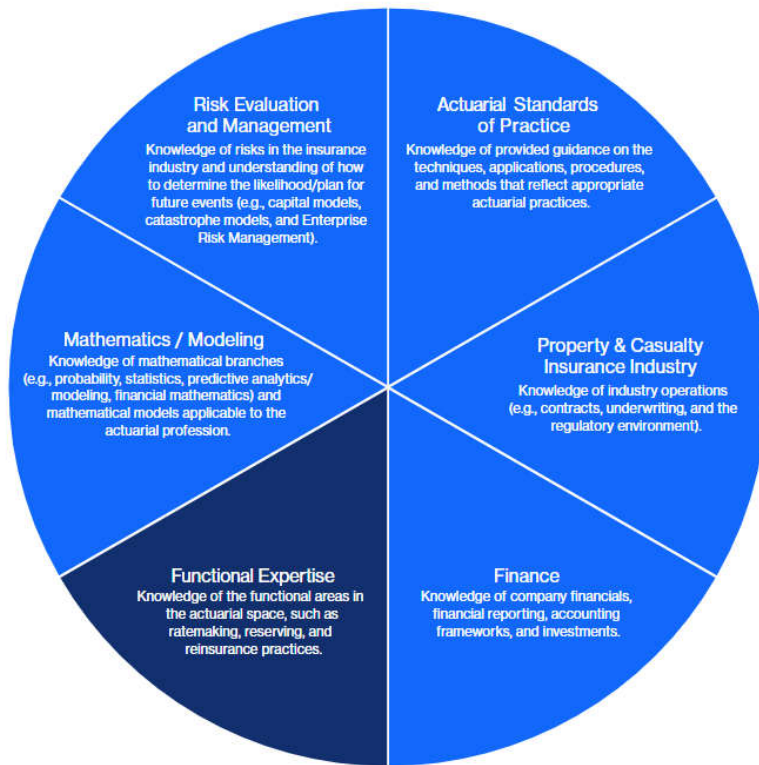 Risk Evaluation
and Management
Knowledge of risks in the insurance
industry and understanding of how
to determine the likelihood/plan for
future events (e.g., capital models,
catastrophe models, and Enterprise
Risk Management).
Actuarial Standards
of Practice
Knowledge of provided guidance on the
techniques, applications, procedures,
and methods that reflect appropriate
actuarial practices.
Mathematics / Modeling
Knowledge of mathematical branches
(e.g., probability, statistics, predictive analytics/
modeling, financial mathematics) and
mathematical models applicable to the
actuarial profession.
Property & Casualty
Insurance Industry
Knowledge of industry operations
(e.g., contracts, underwriting, and the
regulatory environment).
Functional Expertise
Knowledge of the functional areas in
the actuarial space, such as
ratemaking, reserving, and
reinsurance practices.
Finance
Knowledge of company financials,
financial reporting, accounting
frameworks, and investments.